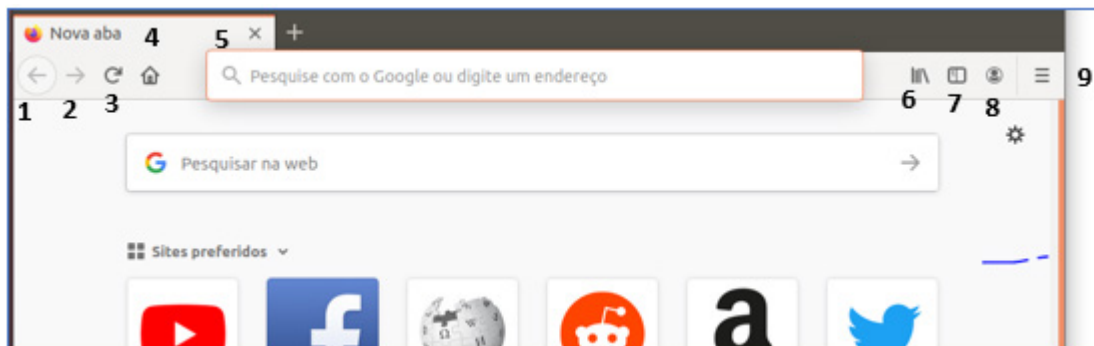 Nova aba 4 5
Pesquise com o Google ou digite um endereço
1 2 3 6 7 8 9
Pesquisar na web
Sites preferidos